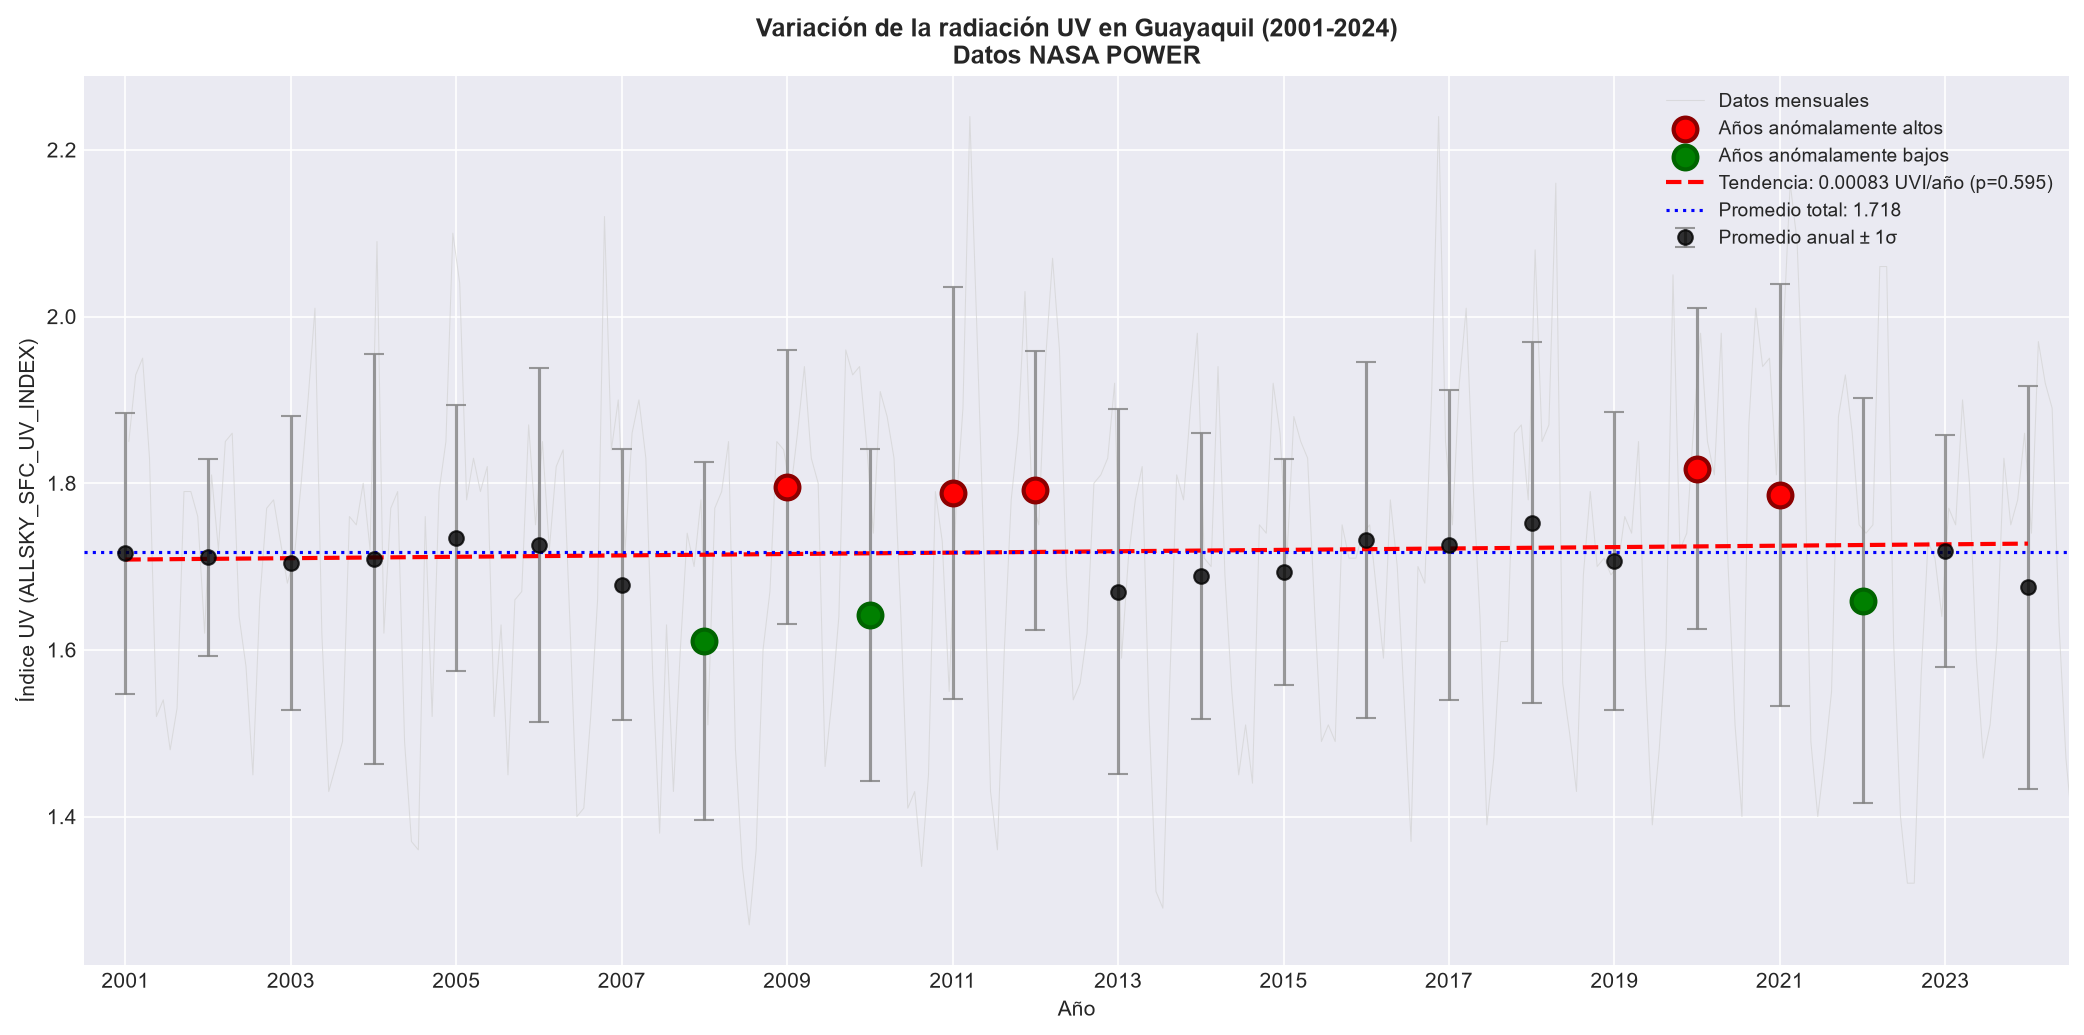 Variación de la radiación UV en Guayaquil (2001-2024)
Datos NASA POWER
Datos mensuales
Años anómalamente altos
Años anómalamente bajos
Tendencia: 0.00083 UVI/año (p=0.595)
Promedio total: 1.718
Promedio anual ± 1σ
Índice UV (ALLSKY_SFC_UV_INDEX)
2.2
2.0
1.8
1.6
1.4
2001 2003 2005 2007 2009 2011 2013 2015 2017 2019 2021 2023
Año